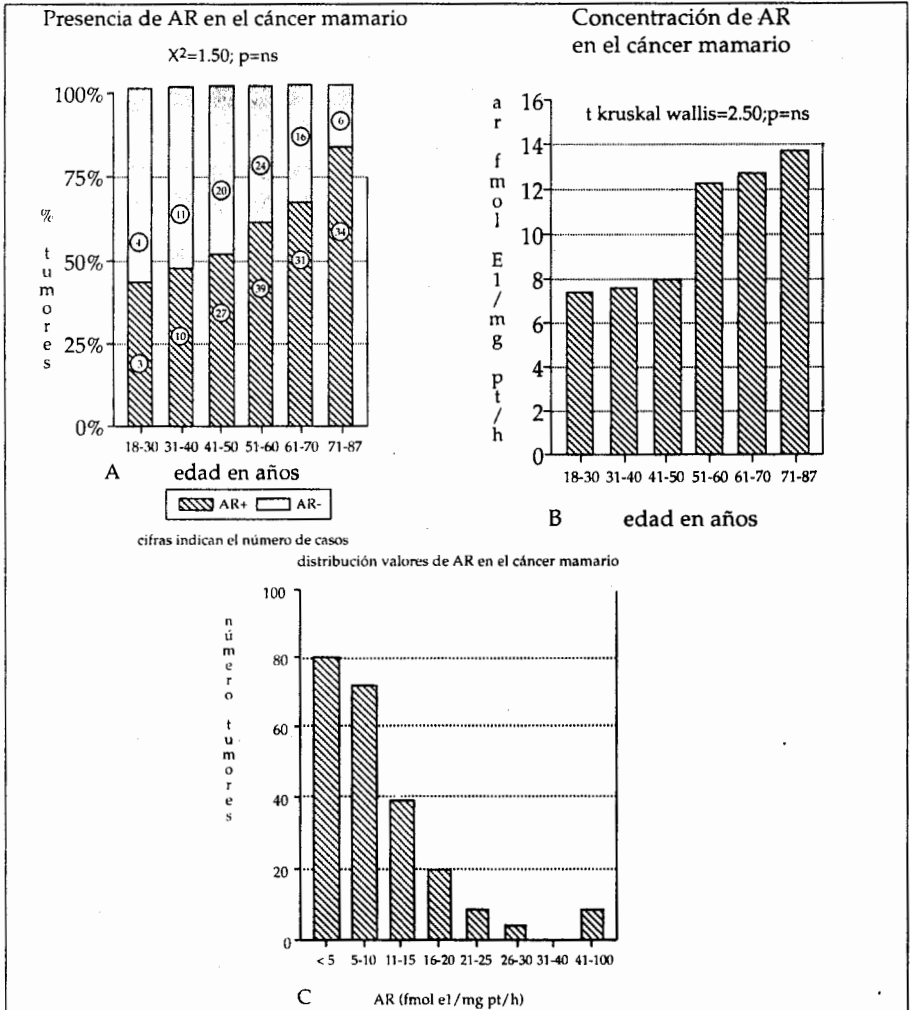 Presencia de AR en el cáncer mamario
X2=1.50; p=ns
% tumores
100%
75%
50%
25%
0%
4
11
20
24
16
6
3
10
27
39
31
34
18-30 31-40 41-50 51-60 61-70 71-87
A edad en años
AR+ AR-
cifras indican el número de casos
Concentración de AR
en el cáncer mamario
t kruskal wallis=2.50;p=ns
ar fmol E1/mg pt/h
16
14
12
10
8
6
4
2
0
18-30 31-40 41-50 51-60 61-70 71-87
B edad en años
distribución valores de AR en el cáncer mamario
número tumores
100
80
60
40
20
0
< 5 5-10 11-15 16-20 21-25 26-30 31-40 41-100
C AR (fmol e1/mg pt/h)